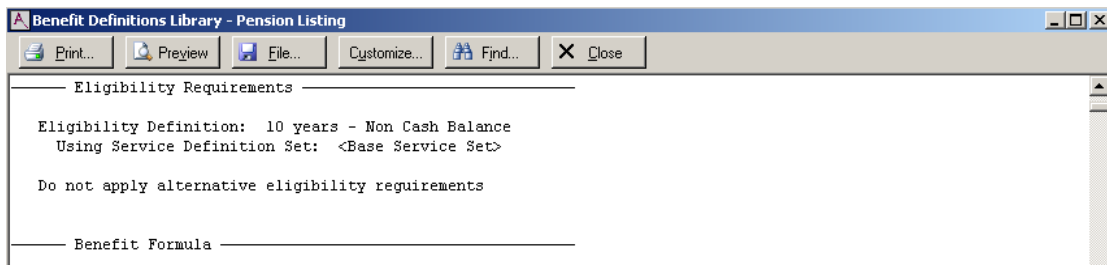 Benefit Definitions Library - Pension Listing
Print... Preview File... Customize... Find... Close
Eligibility Requirements
Eligibility Definition: 10 years - Non Cash Balance
Using Service Definition Set: <Base Service Set>
Do not apply alternative eligibility requirements
Benefit Formula